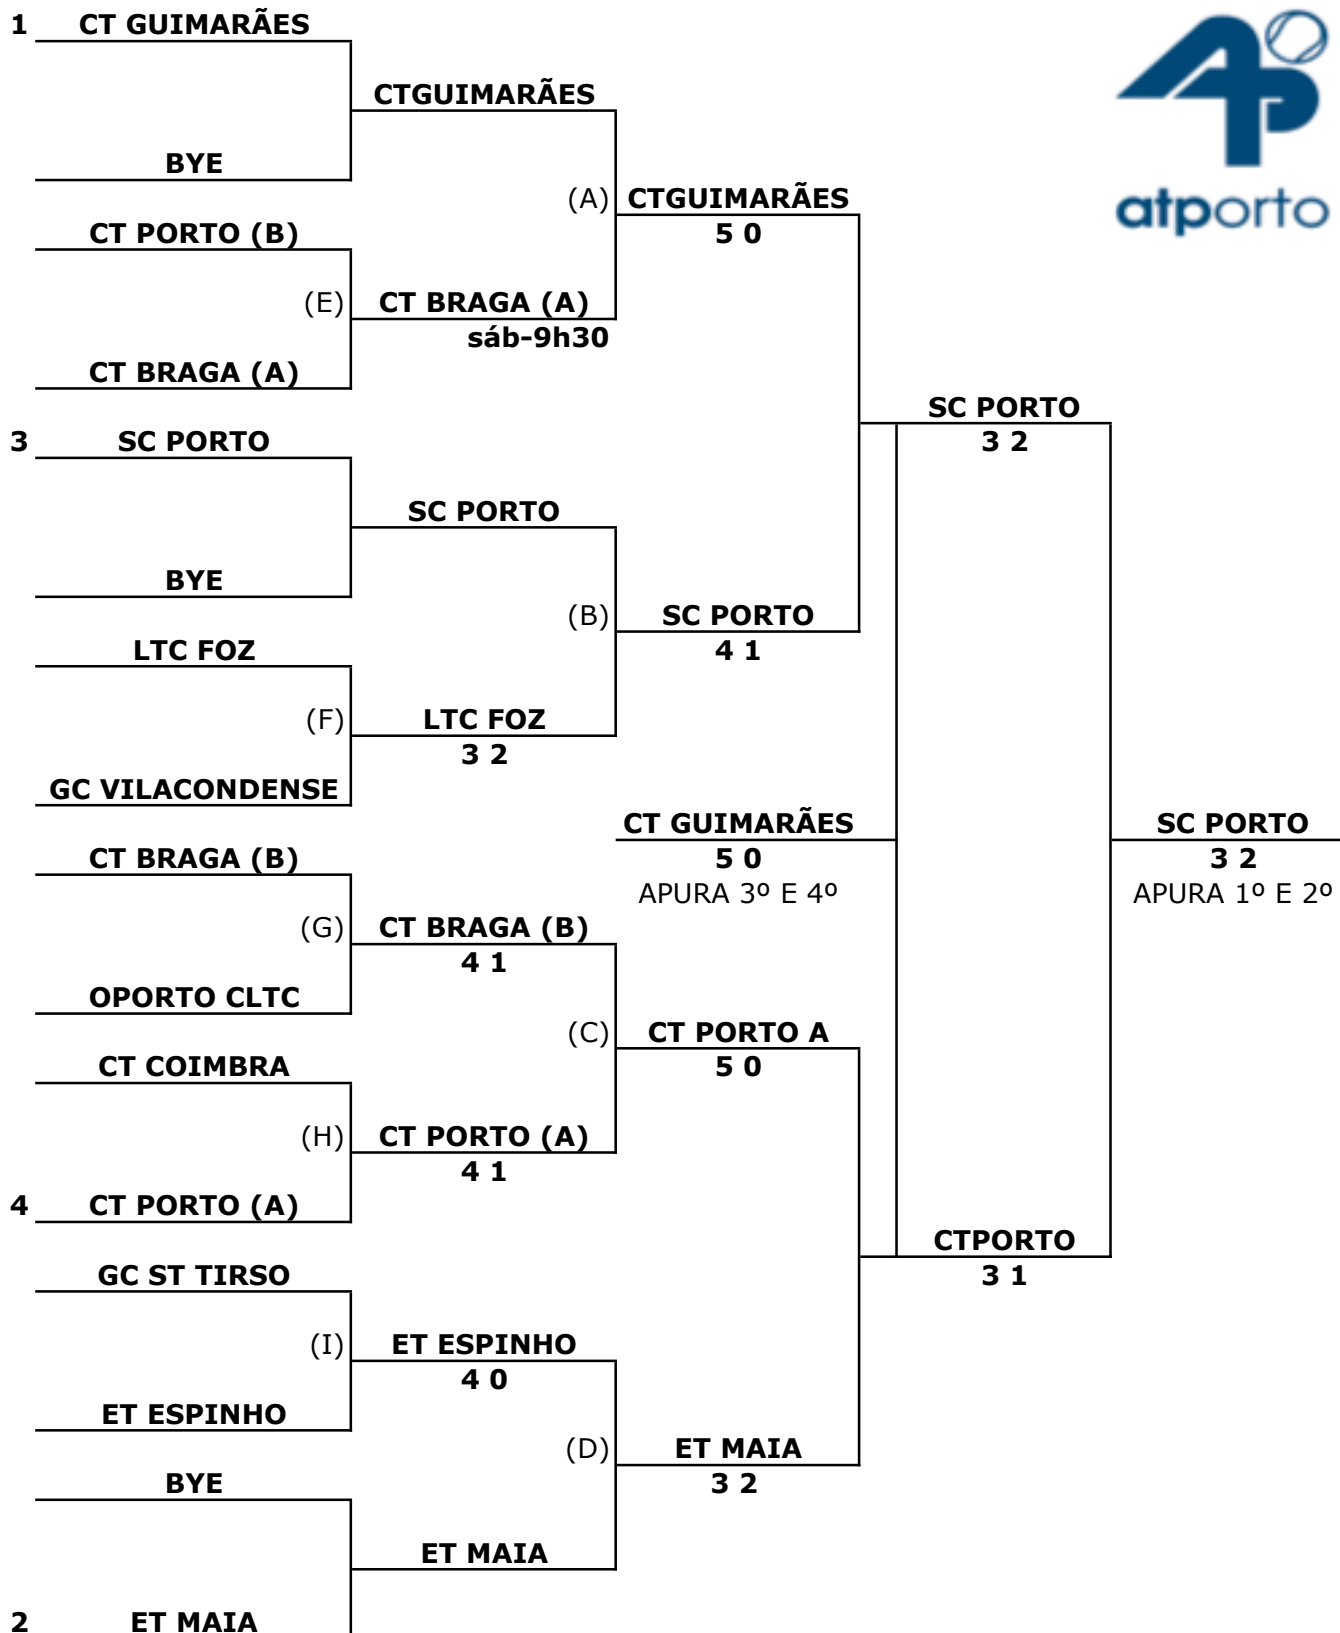 1 CT GUIMARÃES
CTGUIMARÃES
BYE
(A) CTGUIMARÃES
5 0
atporto
CT PORTO (B)
(E) CT BRAGA (A)
sáb-9h30
CT BRAGA (A)
SC PORTO
3 2
3 SC PORTO
SC PORTO
BYE
(B) SC PORTO
4 1
LTC FOZ
(F) LTC FOZ
3 2
GC VILACONDENSE
CT GUIMARÃES
5 0
APURA 3º E 4º
SC PORTO
3 2
APURA 1º E 2º
CT BRAGA (B)
(G) CT BRAGA (B)
4 1
OPORTO CLTC
(C) CT PORTO A
5 0
CT COIMBRA
(H) CT PORTO (A)
4 1
4 CT PORTO (A)
CTPORTO
3 1
GC ST TIRSO
(I) ET ESPINHO
4 0
ET ESPINHO
(D) ET MAIA
3 2
BYE
ET MAIA
2 ET MAIA